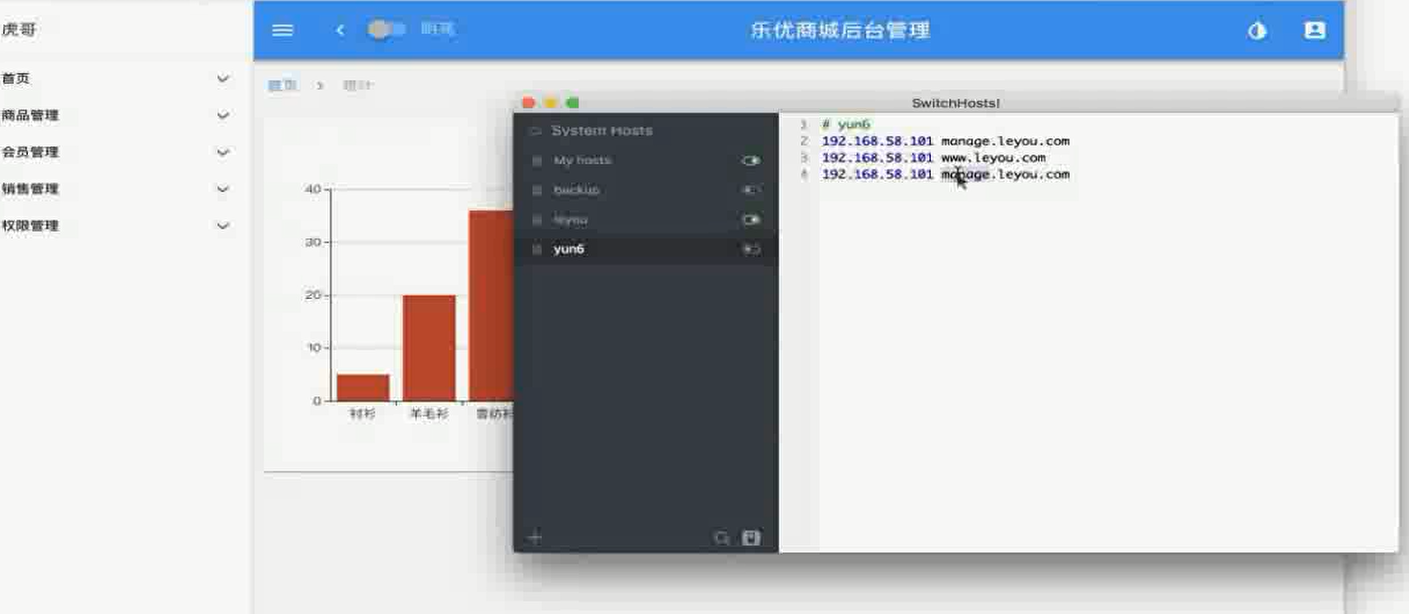 虎哥
乐优商城后台管理
首页
商品管理
会员管理
销售管理
权限管理
首页 >
40
30
20
10
0
衬衫
羊毛衫
雪纺衫
SwitchHosts!
System Hosts
My hosts
backup
leyou
yun6
1 # yun6
2 192.168.58.101 manage.leyou.com
3 192.168.58.101 www.leyou.com
4 192.168.58.101 manage.leyou.com